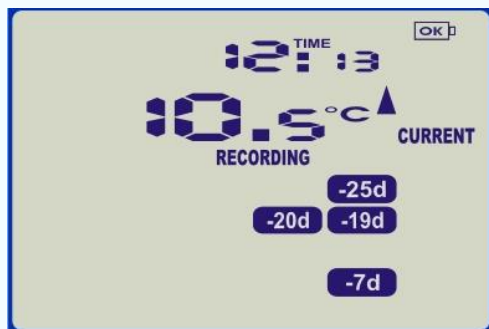 OK
TIME
12:13
10.5°C
CURRENT
RECORDING
-25d
-20d -19d
-7d